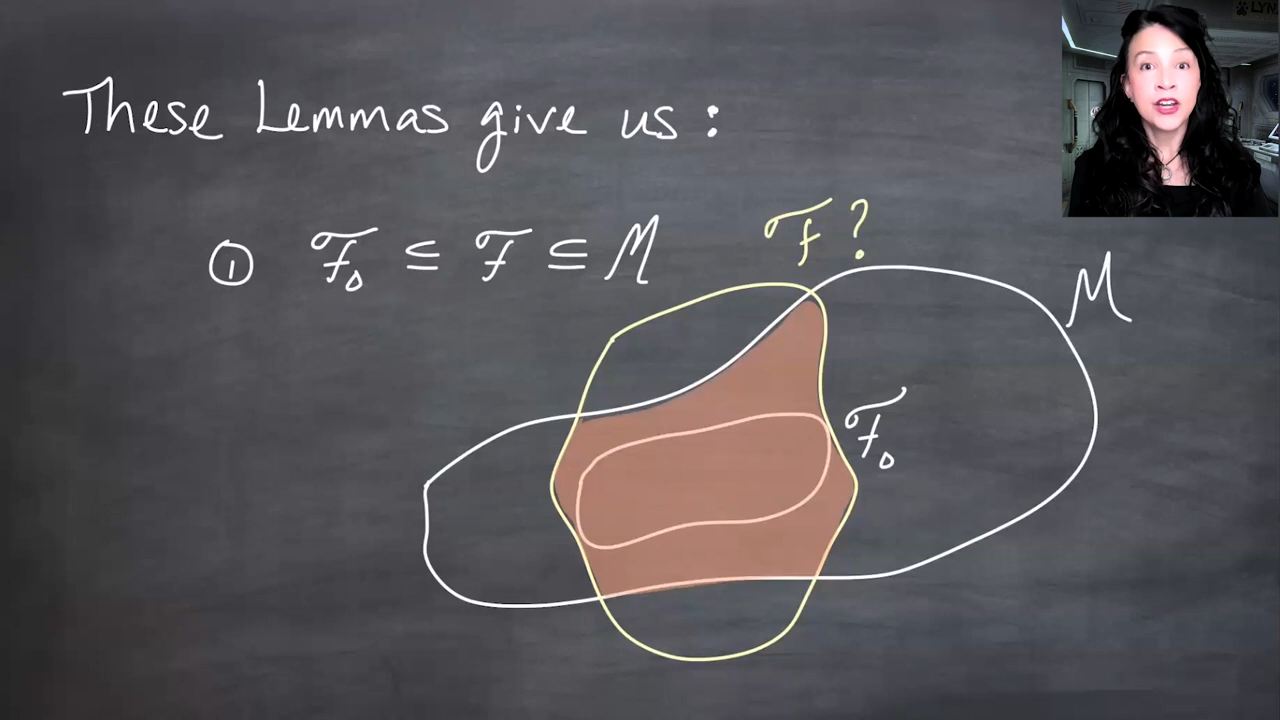 These Lemmas give us :
① ℱ₀ ⊆ ℱ ⊆ ℳ
ℱ ?
ℳ
ℱ₀